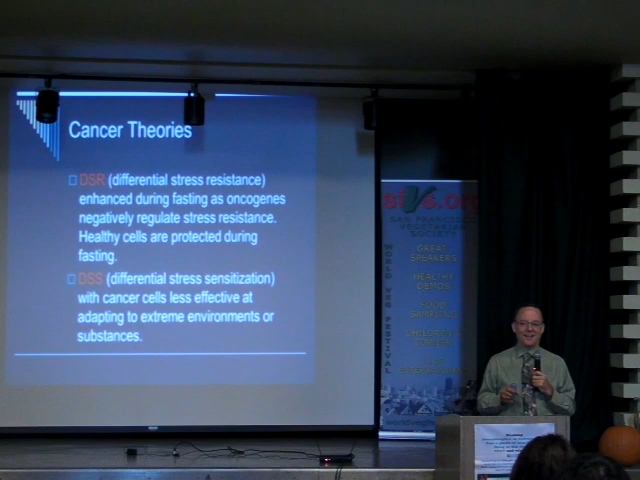 Cancer Theories
DSR (differential stress resistance)
enhanced during fasting as oncogenes
negatively regulate stress resistance.
Healthy cells are protected during
fasting.
DSS (differential stress sensitization)
with cancer cells less effective at
adapting to extreme environments or
substances.
sfvs.org
SAN FRANCISCO
VEGETARIAN
SOCIETY
WORLD VEG FESTIVAL
GREAT
SPEAKERS
HEALTHY
DEMOS
FOOD